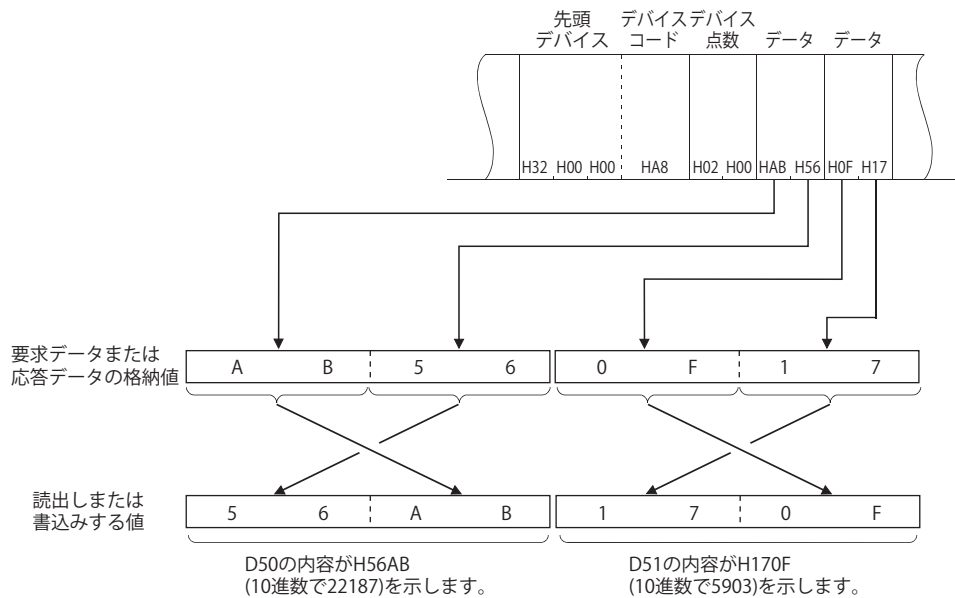 先頭 デバイス デバイス
デバイス コード 点数 データ データ
H32 H00 H00 HA8 H02 H00 HAB H56 H0F H17
要求データまたは
応答データの格納値
A B 5 6 0 F 1 7
読出しまたは
書込みする値
5 6 A B 1 7 0 F
D50の内容がH56AB
(10進数で22187)を示します。
D51の内容がH170F
(10進数で5903)を示します。